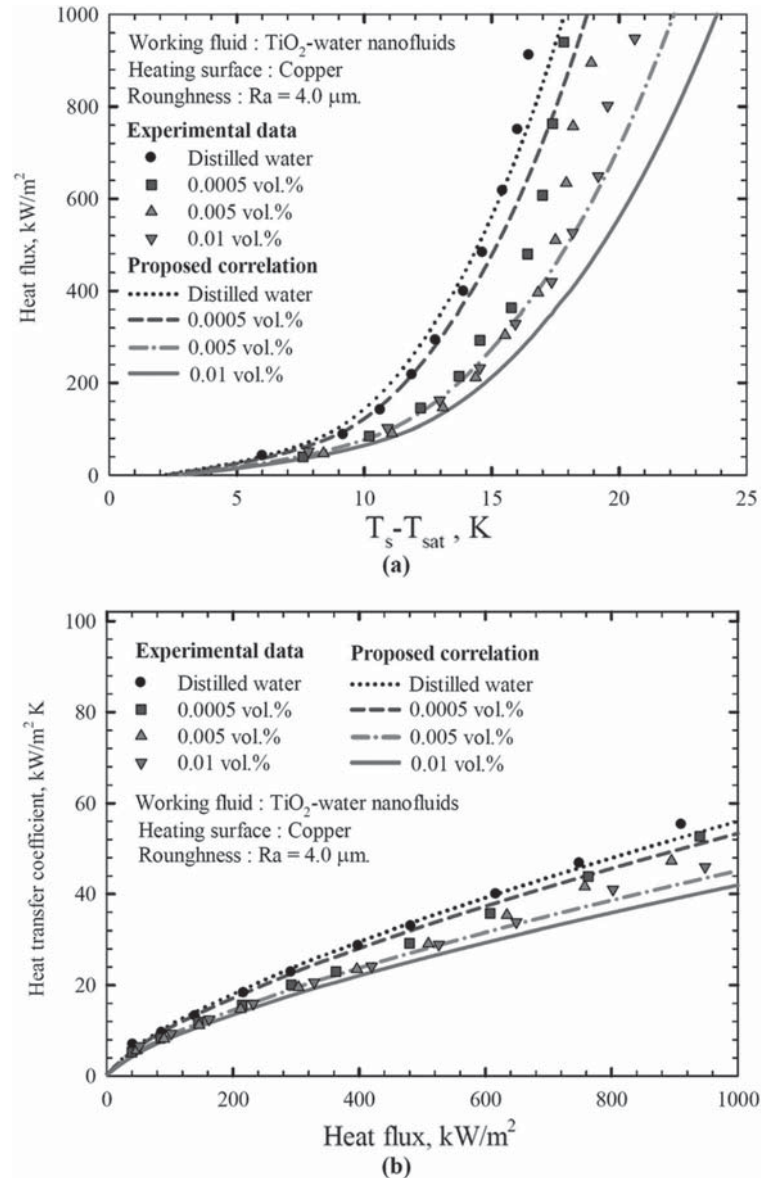 1000
800
600
400
200
0
Heat flux, kW/m²
Working fluid : TiO₂-water nanofluids
Heating surface : Copper
Rounghness : Ra = 4.0 μm.
Experimental data
Distilled water
0.0005 vol.%
0.005 vol.%
0.01 vol.%
Proposed correlation
Distilled water
0.0005 vol.%
0.005 vol.%
0.01 vol.%
0 5 10 15 20 25
Tₛ-Tₛₐₜ , K
(a)
100
80
60
40
20
0
Heat transfer coefficient, kW/m² K
Experimental data
Distilled water
0.0005 vol.%
0.005 vol.%
0.01 vol.%
Proposed correlation
Distilled water
0.0005 vol.%
0.005 vol.%
0.01 vol.%
Working fluid : TiO₂-water nanofluids
Heating surface : Copper
Rounghness : Ra = 4.0 μm.
0 200 400 600 800 1000
Heat flux, kW/m²
(b)